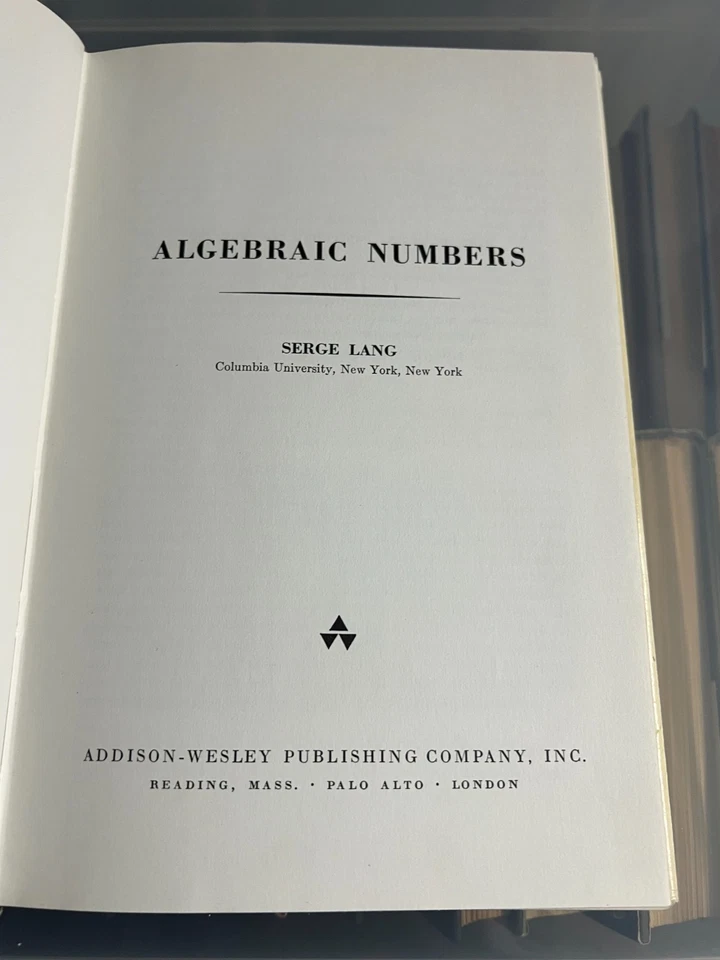 ALGEBRAIC NUMBERS
SERGE LANG
Columbia University, New York, New York
ADDISON-WESLEY PUBLISHING COMPANY, INC.
READING, MASS. · PALO ALTO · LONDON